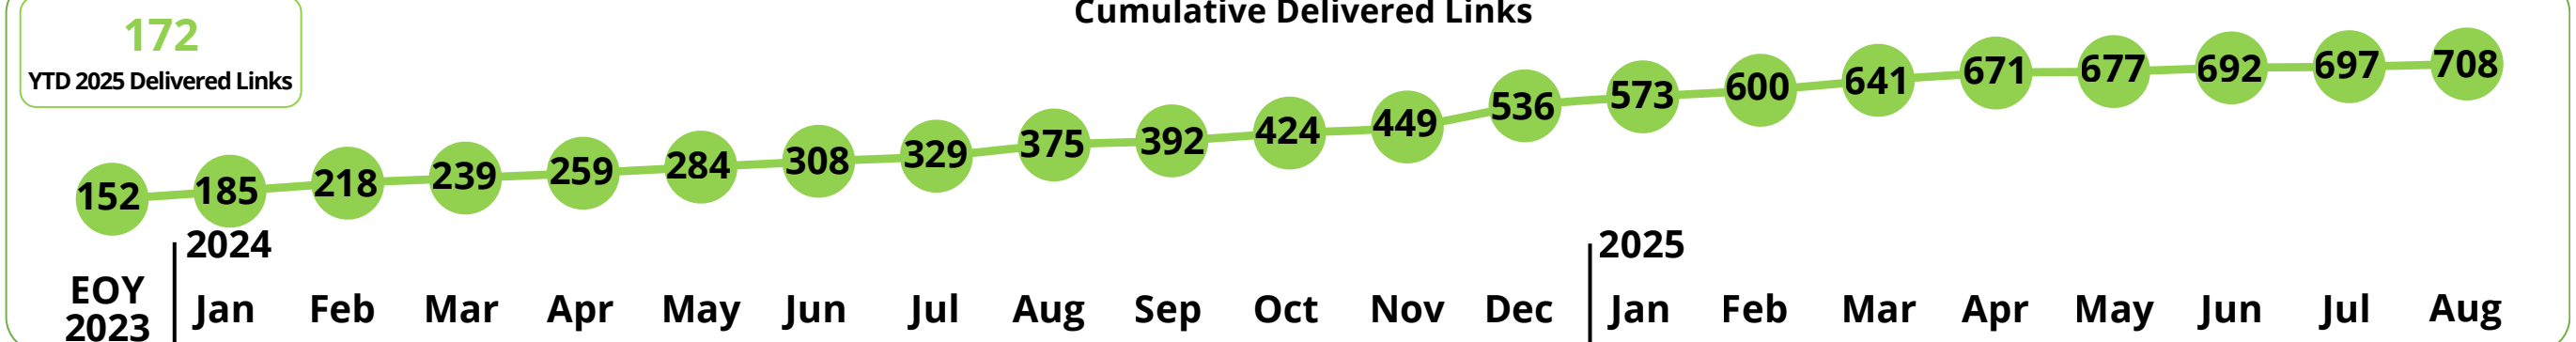 Cumulative Delivered Links
172
YTD 2025 Delivered Links
152 185 218 239 259 284 308 329 375 392 424 449 536 573 600 641 671 677 692 697 708
2024 2025
EOY 2023 Jan Feb Mar Apr May Jun Jul Aug Sep Oct Nov Dec Jan Feb Mar Apr May Jun Jul Aug